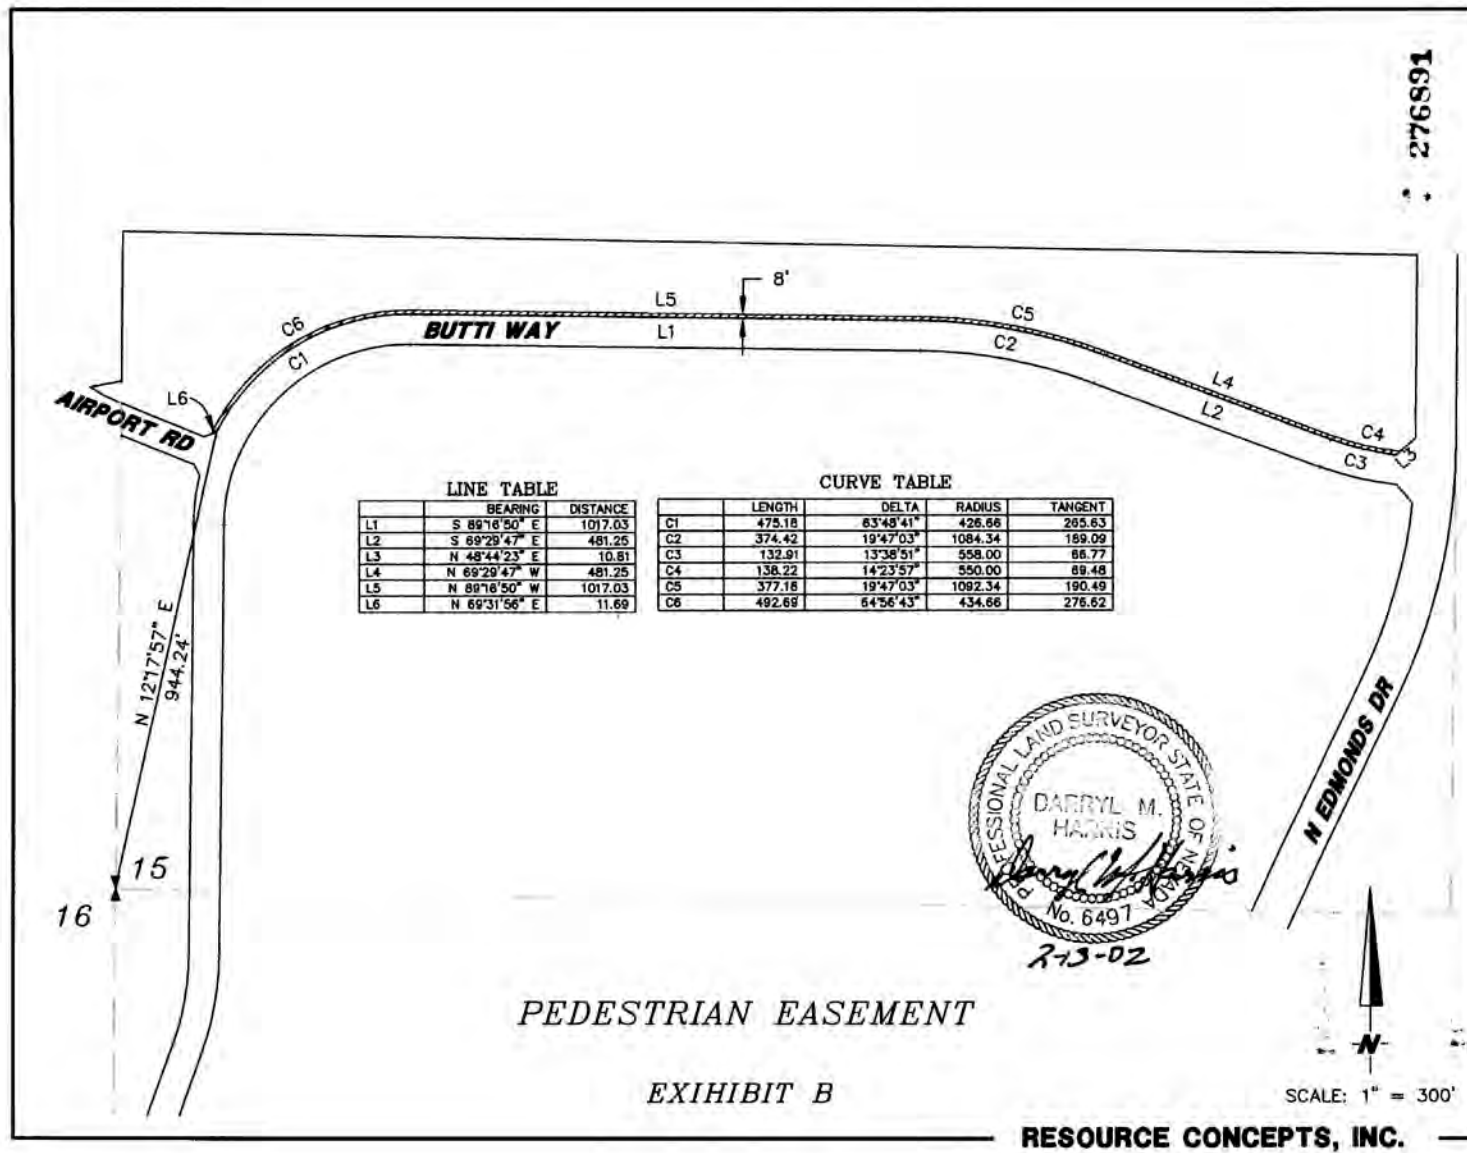 276891
8'
L5
C6
BUTTI WAY
L1
C5
C1
C2
L6
AIRPORT RD
L4
L2
C4
C3
L3
LINE TABLE
BEARING DISTANCE
L1 S 89°16'50" E 1017.03
L2 S 69°29'47" E 481.25
L3 N 48°44'23" E 10.81
L4 N 69°29'47" W 481.25
L5 N 89°16'50" W 1017.03
L6 N 69°31'56" E 11.69
CURVE TABLE
LENGTH DELTA RADIUS TANGENT
C1 475.18 63°48'41" 426.66 265.63
C2 374.42 19°47'03" 1084.34 189.09
C3 132.91 13°38'51" 558.00 66.77
C4 138.22 14°23'57" 550.00 69.48
C5 377.18 19°47'03" 1092.34 190.49
C6 492.69 64°56'43" 434.66 276.62
N 12°17'57" E
944.24'
N EDMONDS DR
15
16
PROFESSIONAL LAND SURVEYOR STATE OF NEVADA
DARRYL M.
HARRIS
No. 6497
2-13-02
PEDESTRIAN EASEMENT
EXIHIBIT B
N
SCALE: 1" = 300'
RESOURCE CONCEPTS, INC.